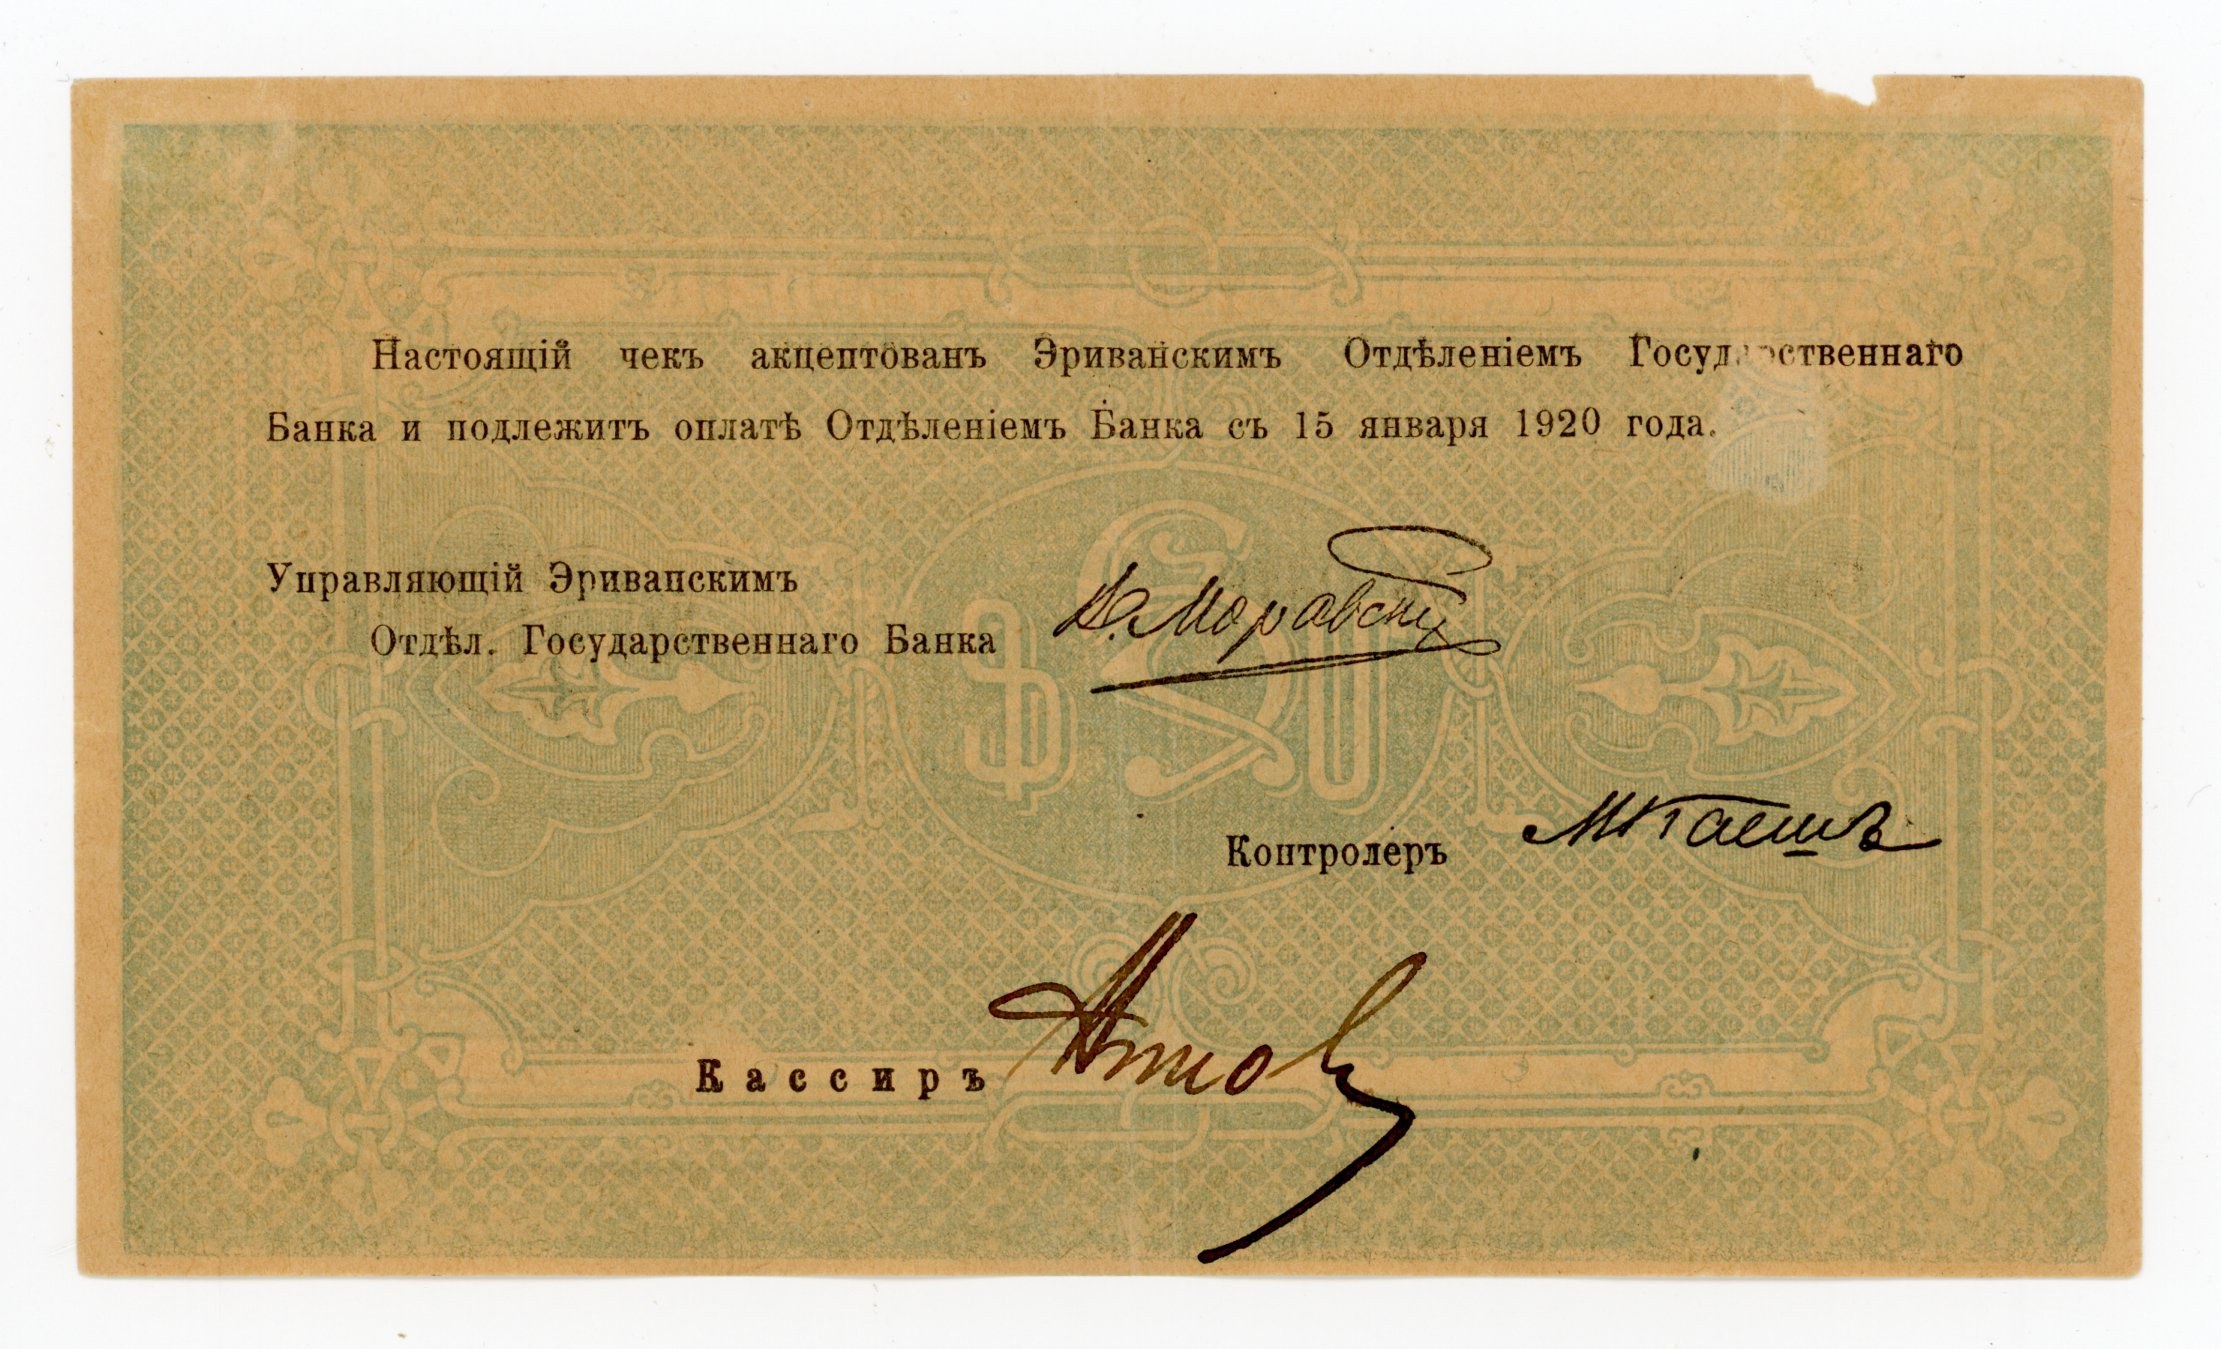 Настоящій чекъ акцептованъ Эриванскимъ Отдѣленіемъ Государственнаго
Банка и подлежитъ оплатѣ Отдѣленіемъ Банка съ 15 января 1920 года.
Управляющій Эриванскимъ
Отдѣл. Государственнаго Банка
Моравскій
Контролеръ
Кассиръ